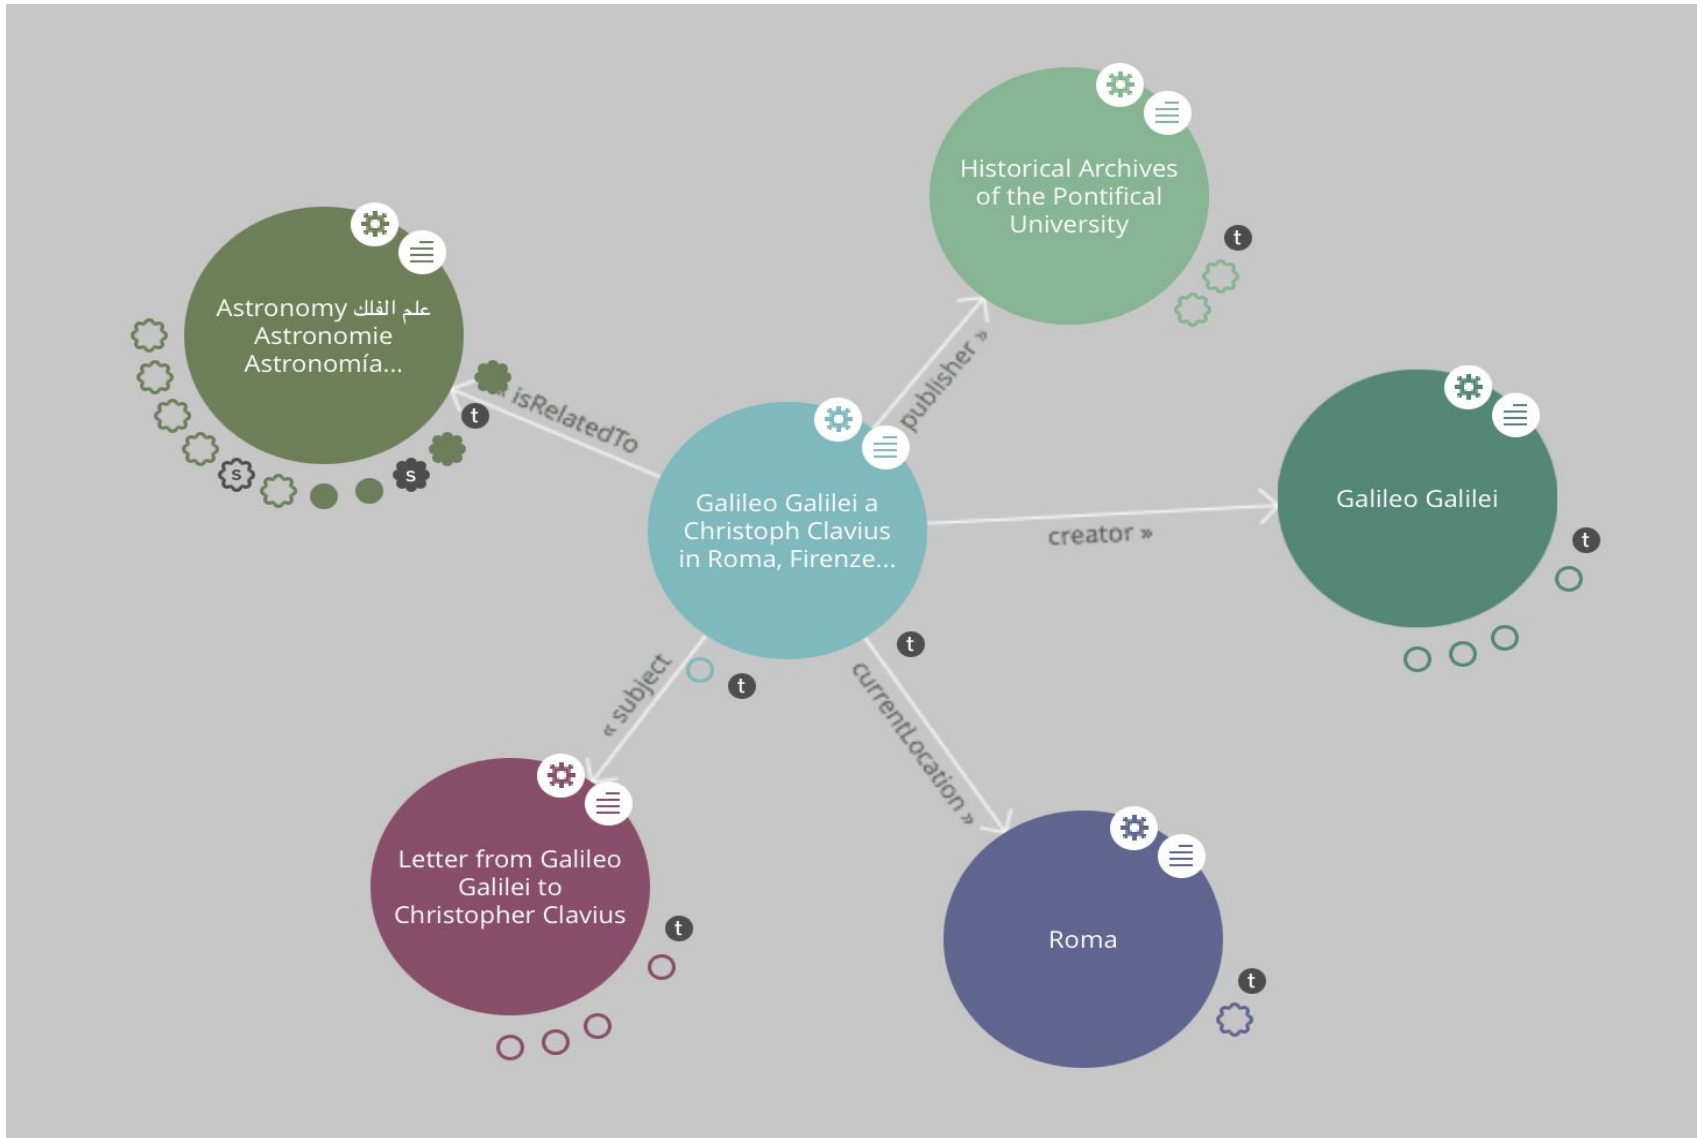 Historical Archives
of the Pontifical
University
t
Astronomy علم الفلك
Astronomie
Astronomía...
« isRelatedTo
t
s
s
publisher »
Galileo Galilei
t
creator »
Galileo Galilei a
Christoph Clavius
in Roma, Firenze...
t
t
« subject
currentLocation »
Letter from Galileo
Galilei to
Christopher Clavius
t
Roma
t